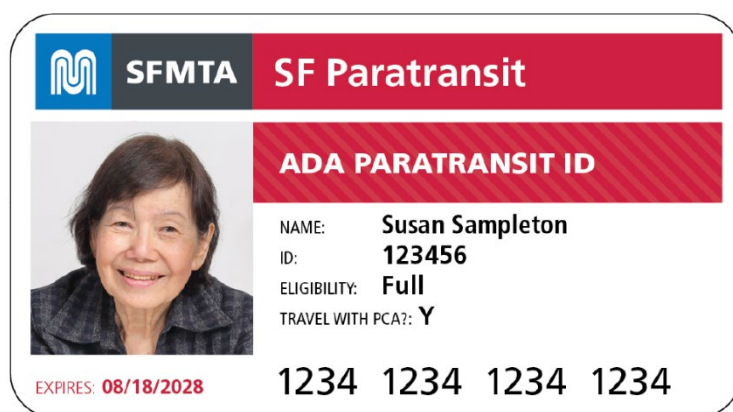 SFMTA SF Paratransit
ADA PARATRANSIT ID
NAME: Susan Sampleton
ID: 123456
ELIGIBILITY: Full
TRAVEL WITH PCA?: Y
EXPIRES: 08/18/2028
1234 1234 1234 1234